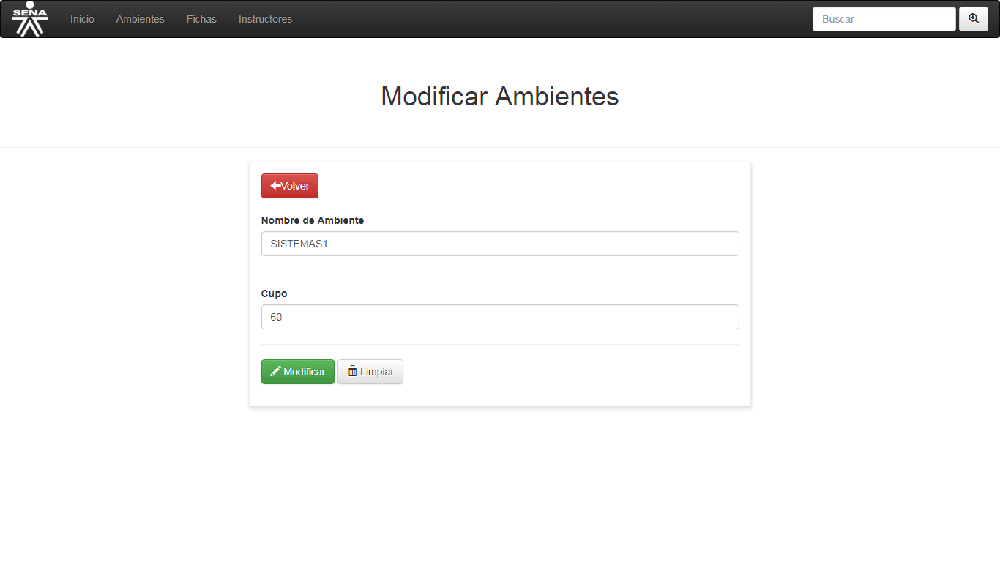 SENA
Inicio Ambientes Fichas Instructores Buscar
Modificar Ambientes
Volver
Nombre de Ambiente
SISTEMAS1
Cupo
60
Modificar Limpiar